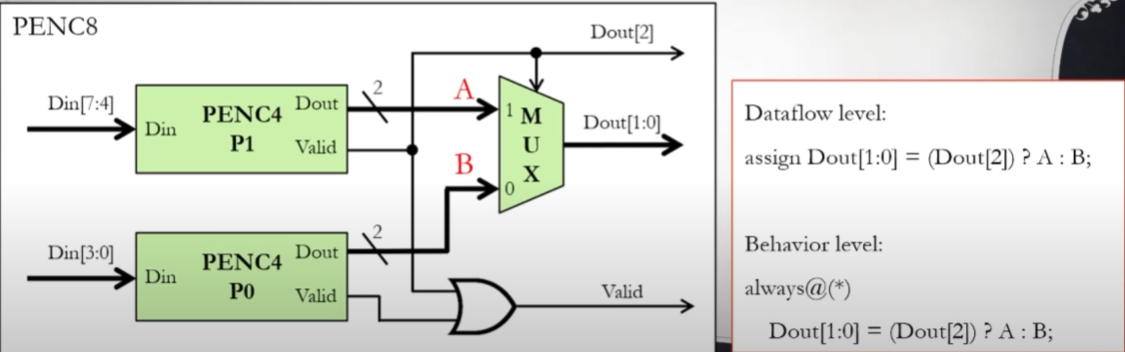 PENC8
Dout[2]
Din[7:4]
Din
PENC4
P1
Dout
Valid
2
A
B
1
0
M
U
X
Dout[1:0]
Din[3:0]
Din
PENC4
P0
Dout
Valid
2
Valid
Dataflow level:
assign Dout[1:0] = (Dout[2]) ? A : B;
Behavior level:
always@(*)
Dout[1:0] = (Dout[2]) ? A : B;